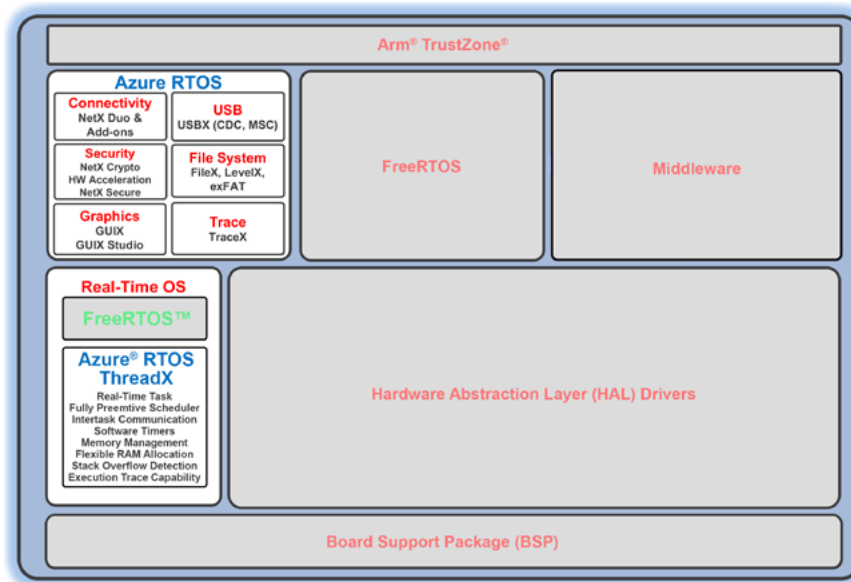 Arm® TrustZone®
Azure RTOS
Connectivity
NetX Duo &
Add-ons
USB
USBX (CDC, MSC)
Security
NetX Crypto
HW Acceleration
NetX Secure
File System
FileX, LevelX,
exFAT
Graphics
GUIX
GUIX Studio
Trace
TraceX
FreeRTOS
Middleware
Real-Time OS
FreeRTOS™
Azure® RTOS
ThreadX
Real-Time Task
Fully Preemtive Scheduler
Intertask Communication
Software Timers
Memory Management
Flexible RAM Allocation
Stack Overflow Detection
Execution Trace Capability
Hardware Abstraction Layer (HAL) Drivers
Board Support Package (BSP)